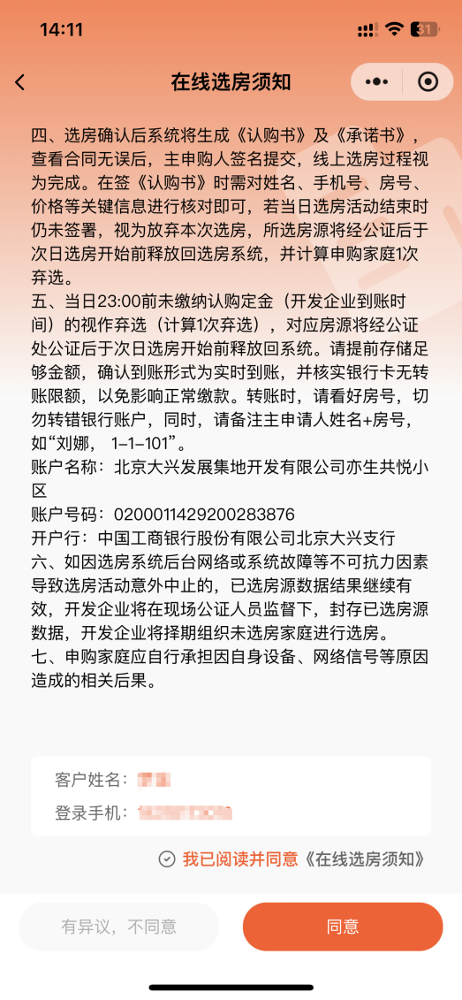 14:11
31
在线选房须知
四、选房确认后系统将生成《认购书》及《承诺书》，
查看合同无误后，主申购人签名提交，线上选房过程视
为完成。在签《认购书》时需对姓名、手机号、房号、
价格等关键信息进行核对即可，若当日选房活动结束时
仍未签署，视为放弃本次选房，所选房源将经公证后于
次日选房开始前释放回选房系统，并计算申购家庭1次
弃选。
五、当日23:00前未缴纳认购定金（开发企业到账时
间）的视作弃选（计算1次弃选），对应房源将经公证
处公证后于次日选房开始前释放回系统。请提前存储足
够金额，确认到账形式为实时到账，并核实银行卡无转
账限额，以免影响正常缴款。转账时，请看好房号，切
勿转错银行账户，同时，请备注主申请人姓名+房号，
如“刘娜， 1-1-101”。
账户名称：北京大兴发展集地开发有限公司亦生共悦小
区
账户号码：0200011429200283876
开户行：中国工商银行股份有限公司北京大兴支行
六、如因选房系统后台网络或系统故障等不可抗力因素
导致选房活动意外中止的，已选房源数据结果继续有
效，开发企业将在现场公证人员监督下，封存已选房源
数据，开发企业将择期组织未选房家庭进行选房。
七、申购家庭应自行承担因自身设备、网络信号等原因
造成的相关后果。
客户姓名：
登录手机：
我已阅读并同意《在线选房须知》
有异议，不同意
同意